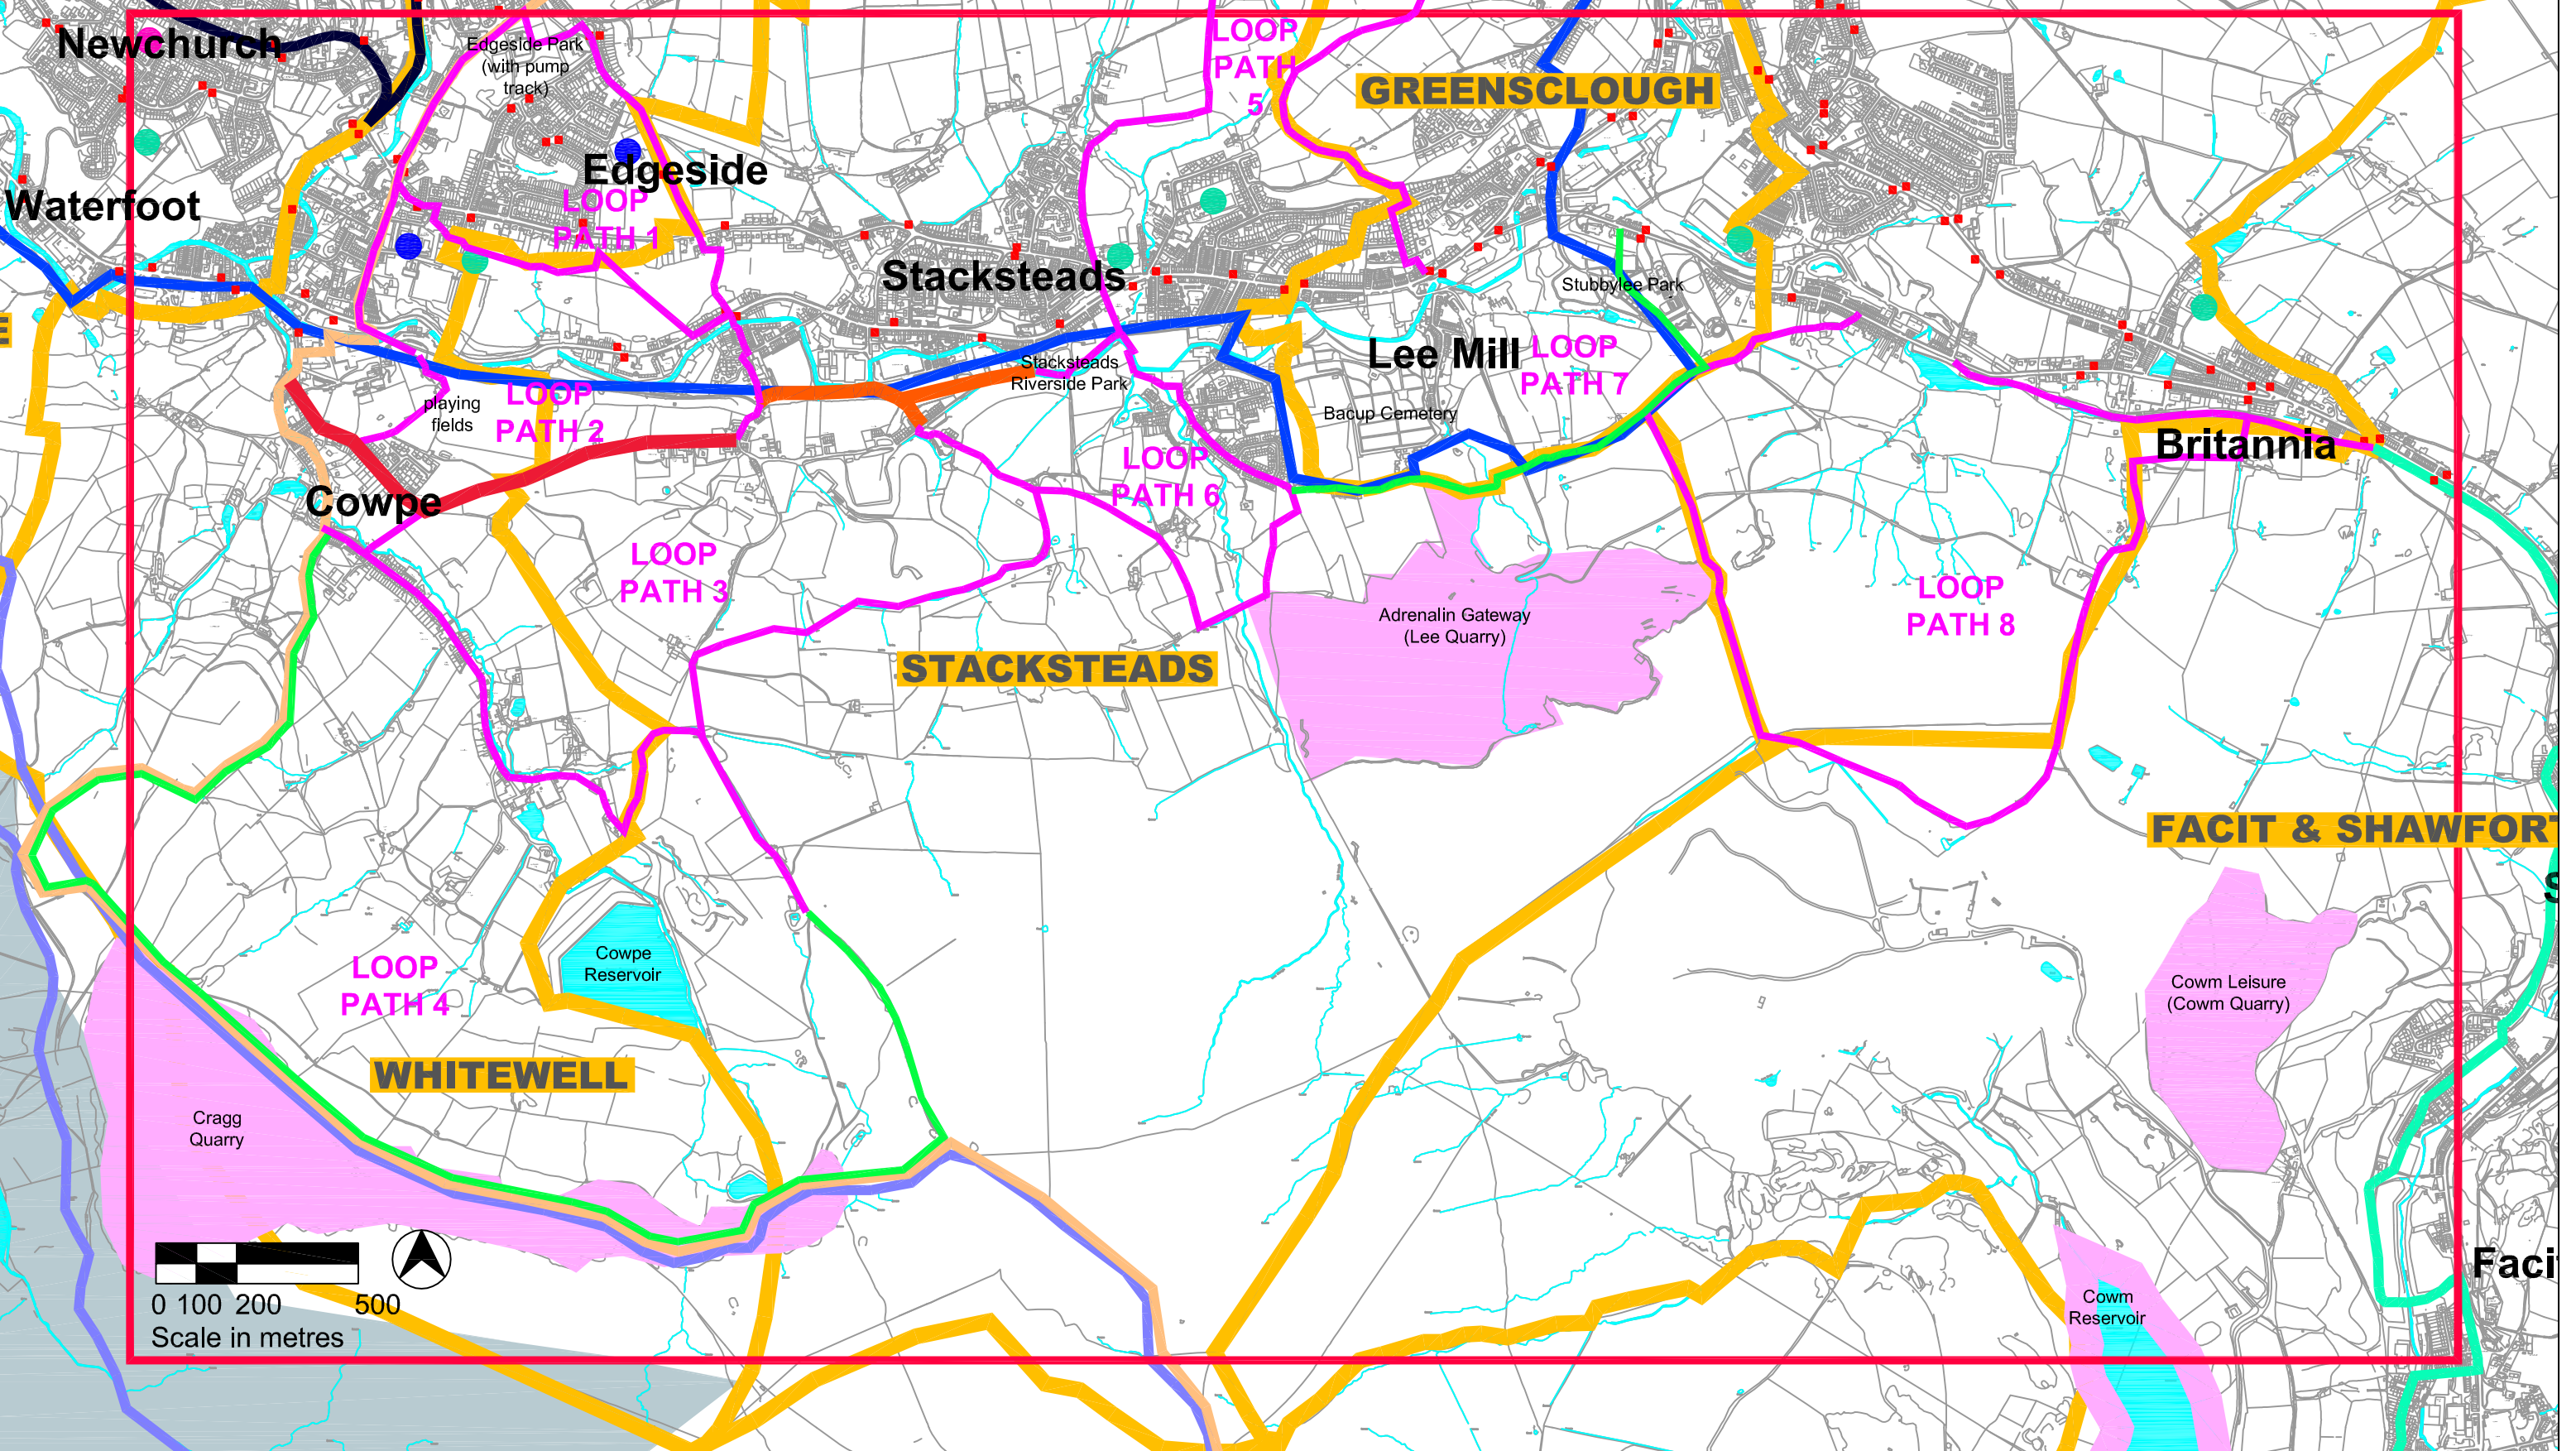 Newchurch
Edgeside Park
(with pump
track)
LOOP
PATH
5
GREENSCLOUGH
Edgeside
Waterfoot
LOOP
PATH 1
Stacksteads
Stubbylee Park
E
Lee Mill
LOOP
PATH 7
Stacksteads
Riverside Park
playing
fields
LOOP
PATH 2
Bacup Cemetery
Britannia
LOOP
PATH 6
Cowpe
LOOP
PATH 3
LOOP
PATH 8
Adrenalin Gateway
(Lee Quarry)
STACKSTEADS
FACIT & SHAWFORT
S
Cowpe
Reservoir
LOOP
PATH 4
Cowm Leisure
(Cowm Quarry)
WHITEWELL
Cragg
Quarry
Faci
Cowm
Reservoir
0 100 200 500
Scale in metres